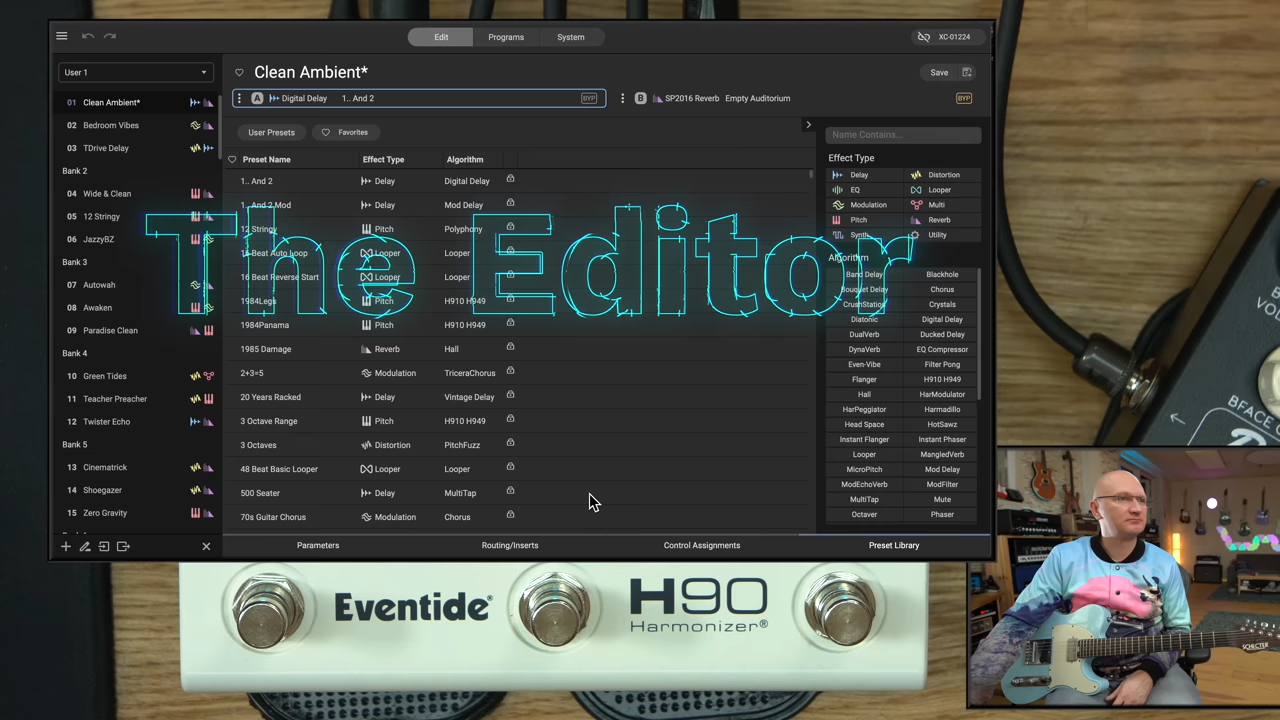 Edit Programs System XC-01224
User 1
Clean Ambient*
Save
A Digital Delay 1.. And 2 BYP
B SP2016 Reverb Empty Auditorium BYP
01 Clean Ambient*
02 Bedroom Vibes
03 TDrive Delay
Bank 2
04 Wide & Clean
05 12 Stringy
06 JazzyBZ
Bank 3
07 Autowah
08 Awaken
09 Paradise Clean
Bank 4
10 Green Tides
11 Teacher Preacher
12 Twister Echo
Bank 5
13 Cinematrick
14 Shoegazer
15 Zero Gravity
User Presets Favorites
Preset Name Effect Type Algorithm
1.. And 2 Delay Digital Delay
1.. And 2 Mod Delay Mod Delay
12 Stringy Pitch Polyphony
16 Beat Auto Loop Looper Looper
16 Beat Reverse Start Looper Looper
1984Legs Pitch H910 H949
1984Panama Pitch H910 H949
1985 Damage Reverb Hall
2+3=5 Modulation TriceraChorus
20 Years Racked Delay Vintage Delay
3 Octave Range Pitch H910 H949
3 Octaves Distortion PitchFuzz
48 Beat Basic Looper Looper Looper
500 Seater Delay MultiTap
70s Guitar Chorus Modulation Chorus
The Editor
Name Contains...
Effect Type
Delay Distortion
EQ Looper
Modulation Multi
Pitch Reverb
Synth Utility
Algorithm
Band Delay Blackhole
Bouquet Delay Chorus
CrushStation Crystals
Diatonic Digital Delay
DualVerb Ducked Delay
DynaVerb EQ Compressor
Even-Vibe Filter Pong
Flanger H910 H949
Hall HarModulator
HarPeggiator Harmadillo
Head Space HotSawz
Instant Flanger Instant Phaser
Looper MangledVerb
MicroPitch Mod Delay
ModEchoVerb ModFilter
MultiTap Mute
Octaver Phaser
Parameters Routing/Inserts Control Assignments Preset Library
Eventide®
H90
Harmonizer®
BFACE
SCHECTER